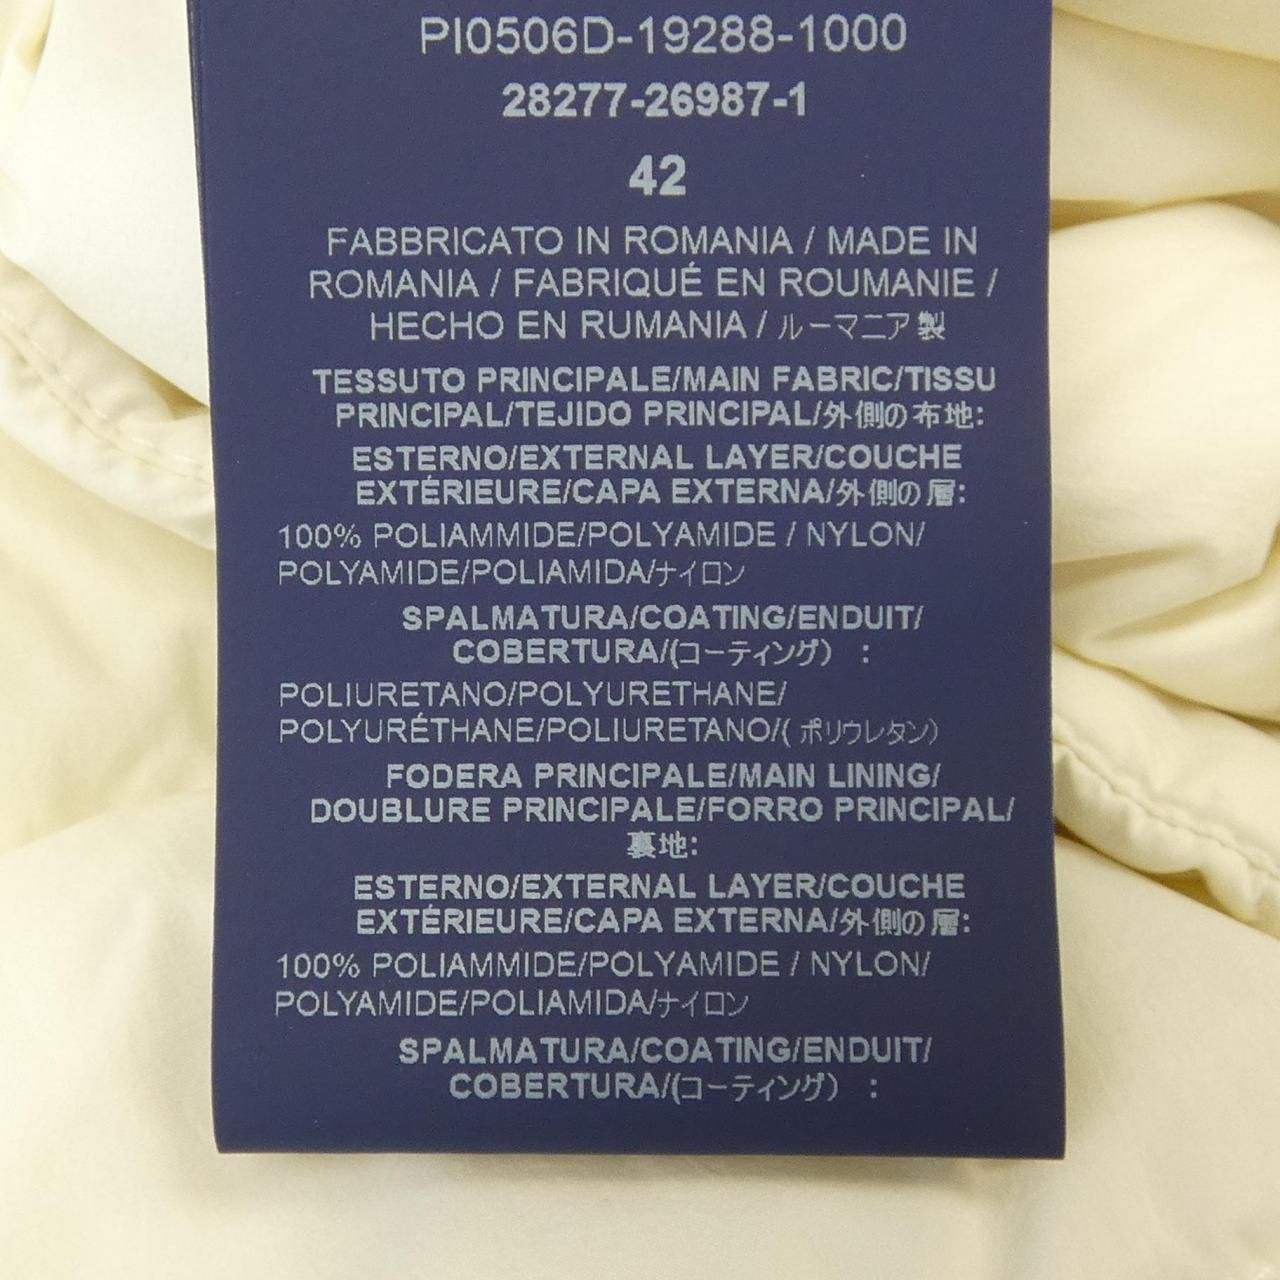 PI0506D-19288-1000
28277-26987-1
42
FABBRICATO IN ROMANIA / MADE IN
ROMANIA / FABRIQUÉ EN ROUMANIE /
HECHO EN RUMANIA / ルーマニア製
TESSUTO PRINCIPALE/MAIN FABRIC/TISSU
PRINCIPAL/TEJIDO PRINCIPAL/外側の布地:
ESTERNO/EXTERNAL LAYER/COUCHE
EXTÉRIEURE/CAPA EXTERNA/外側の層:
100% POLIAMMIDE/POLYAMIDE / NYLON/
POLYAMIDE/POLIAMIDA/ナイロン
SPALMATURA/COATING/ENDUIT/
COBERTURA/(コーティング） :
POLIURETANO/POLYURETHANE/
POLYURÉTHANE/POLIURETANO/( ポリウレタン）
FODERA PRINCIPALE/MAIN LINING/
DOUBLURE PRINCIPALE/FORRO PRINCIPAL/
裏地:
ESTERNO/EXTERNAL LAYER/COUCHE
EXTÉRIEURE/CAPA EXTERNA/外側の層:
100% POLIAMMIDE/POLYAMIDE / NYLON/
POLYAMIDE/POLIAMIDA/ナイロン
SPALMATURA/COATING/ENDUIT/
COBERTURA/(コーティング） :